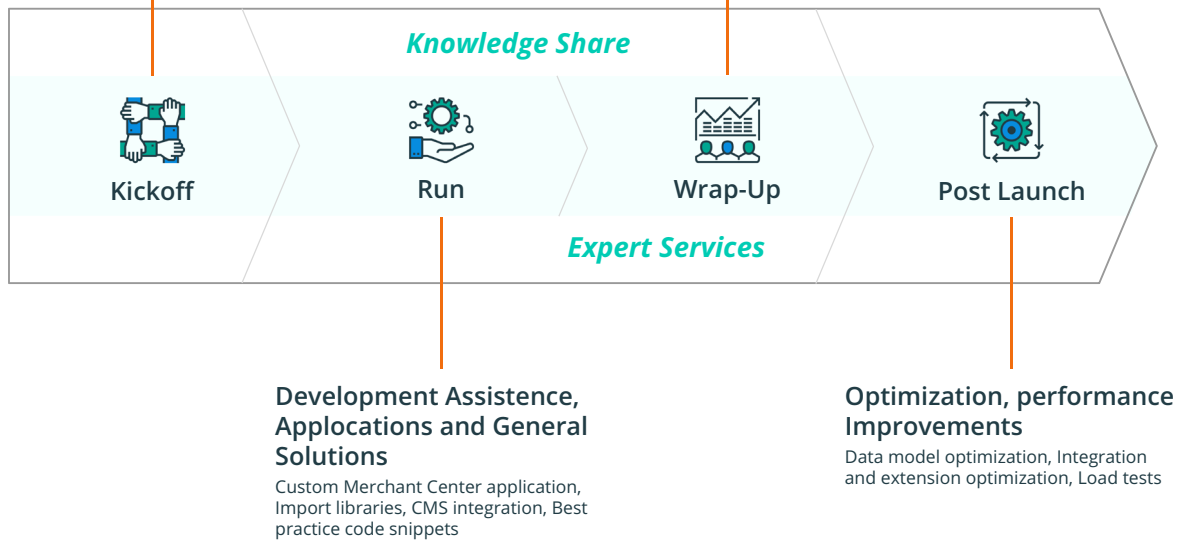 Knowledge Share
Kickoff
Run
Wrap-Up
Post Launch
Expert Services
Development Assistence,
Applocations and General
Solutions
Custom Merchant Center application,
Import libraries, CMS integration, Best
practice code snippets
Optimization, performance
Improvements
Data model optimization, Integration
and extension optimization, Load tests